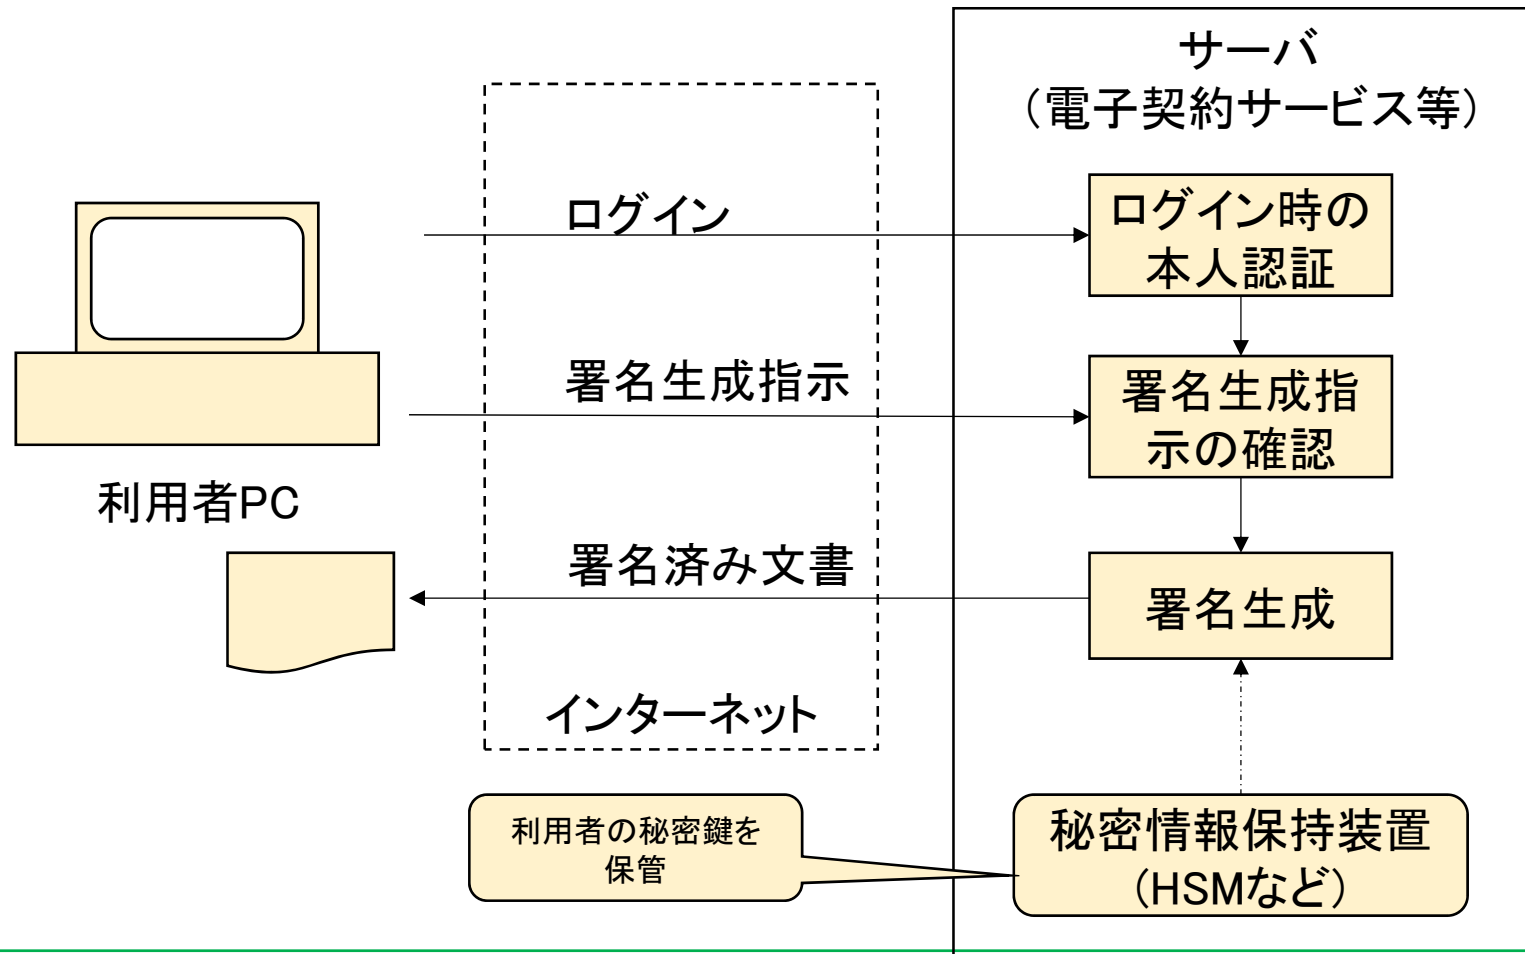 サーバ
（電子契約サービス等）
ログイン
ログイン時の
本人認証
署名生成指示
署名生成指
示の確認
利用者PC
署名済み文書
署名生成
インターネット
利用者の秘密鍵を
保管
秘密情報保持装置
（HSMなど）